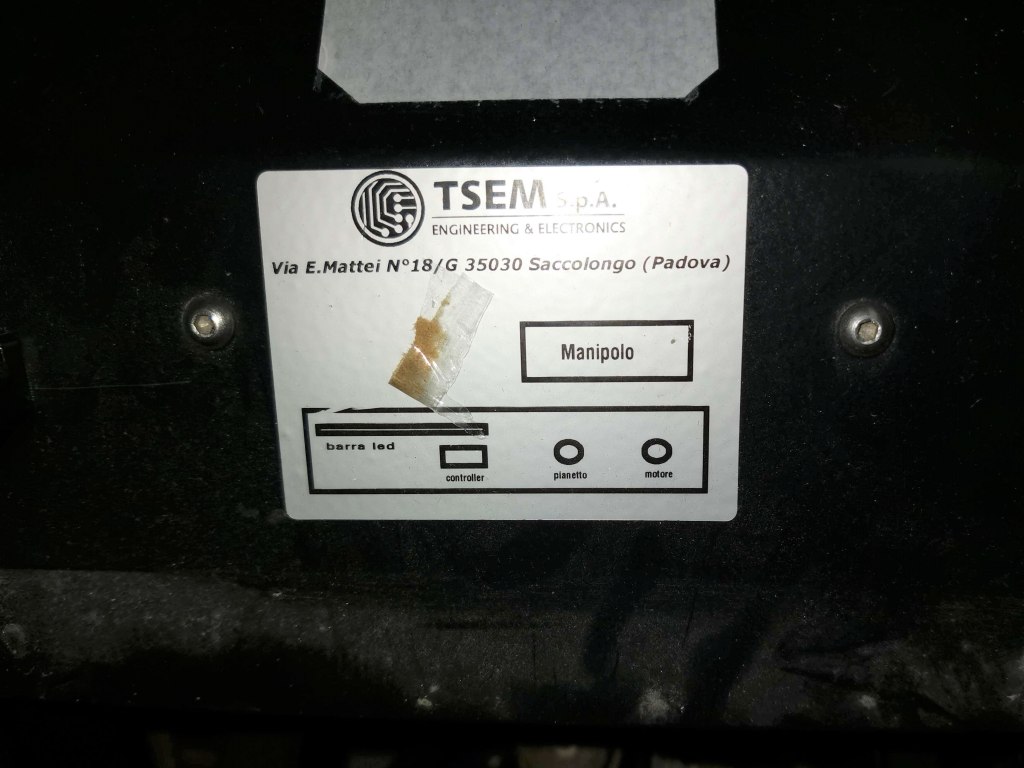 TSEM S.p.A.
ENGINEERING & ELECTRONICS
Via E.Mattei N°18/G 35030 Saccolongo (Padova)
Manipolo
barra led
controller
pianetto
motore